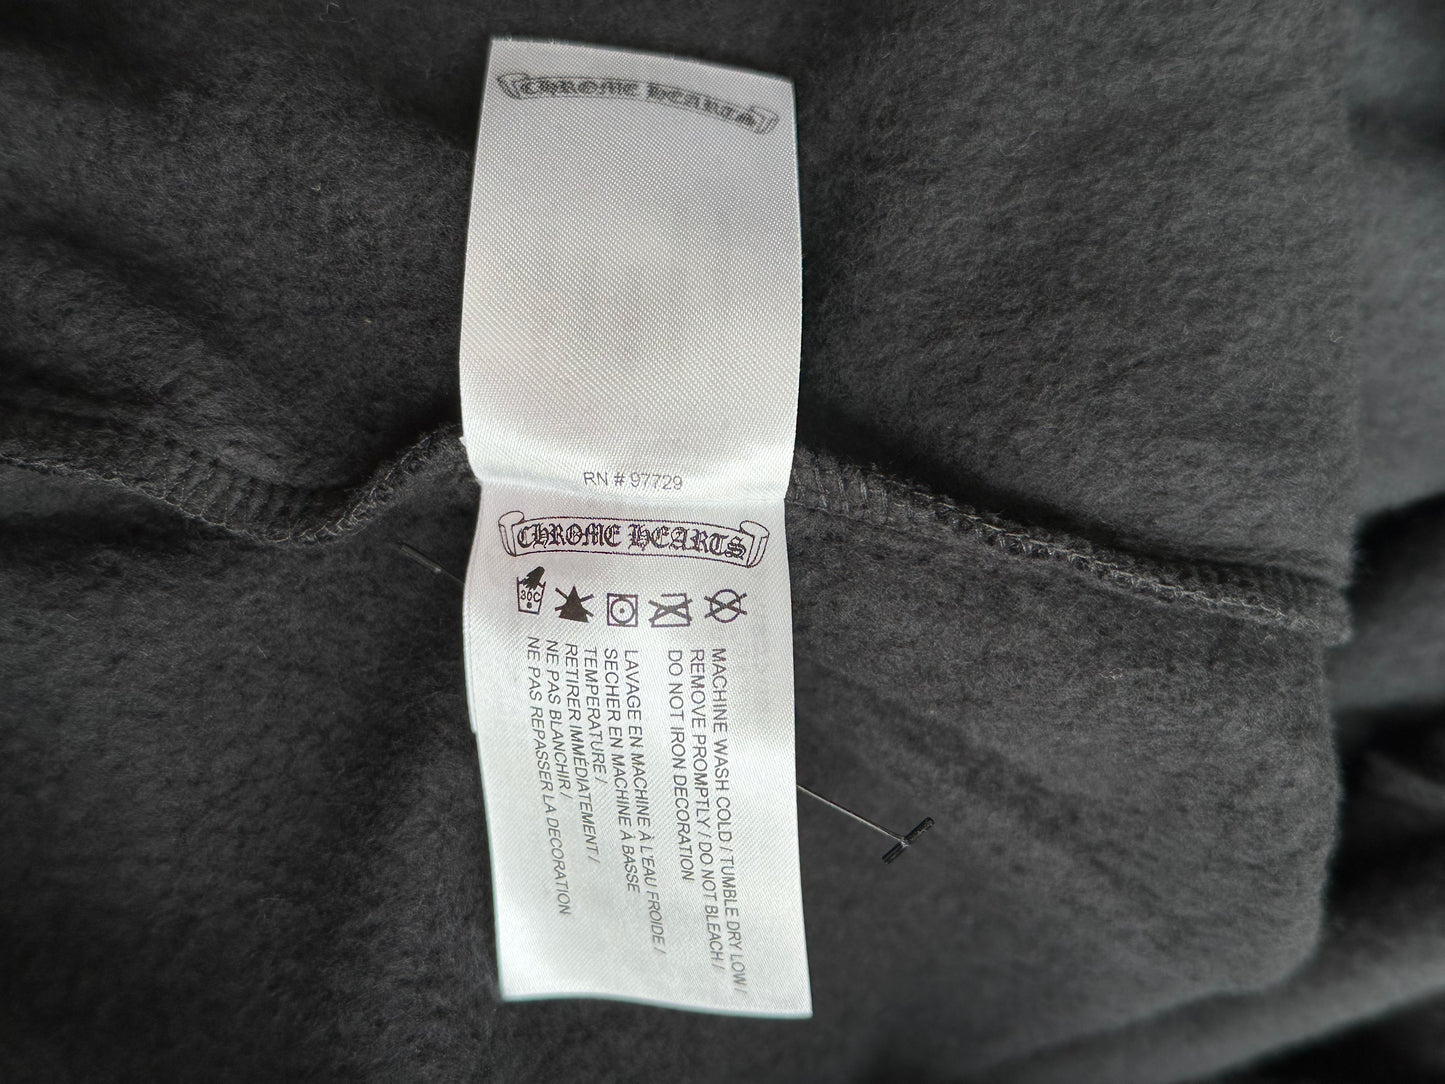 CHROME HEARTS
RN # 97729
CHROME HEARTS
30C
MACHINE WASH COLD / TUMBLE DRY LOW /
REMOVE PROMPTLY / DO NOT BLEACH /
DO NOT IRON DECORATION
LAVAGE EN MACHINE À L'EAU FROIDE /
SECHER EN MACHINE À BASSE
TEMPERATURE /
RETIRER IMMÉDIATEMENT /
NE PAS BLANCHIR /
NE PAS REPASSER LA DECORATION